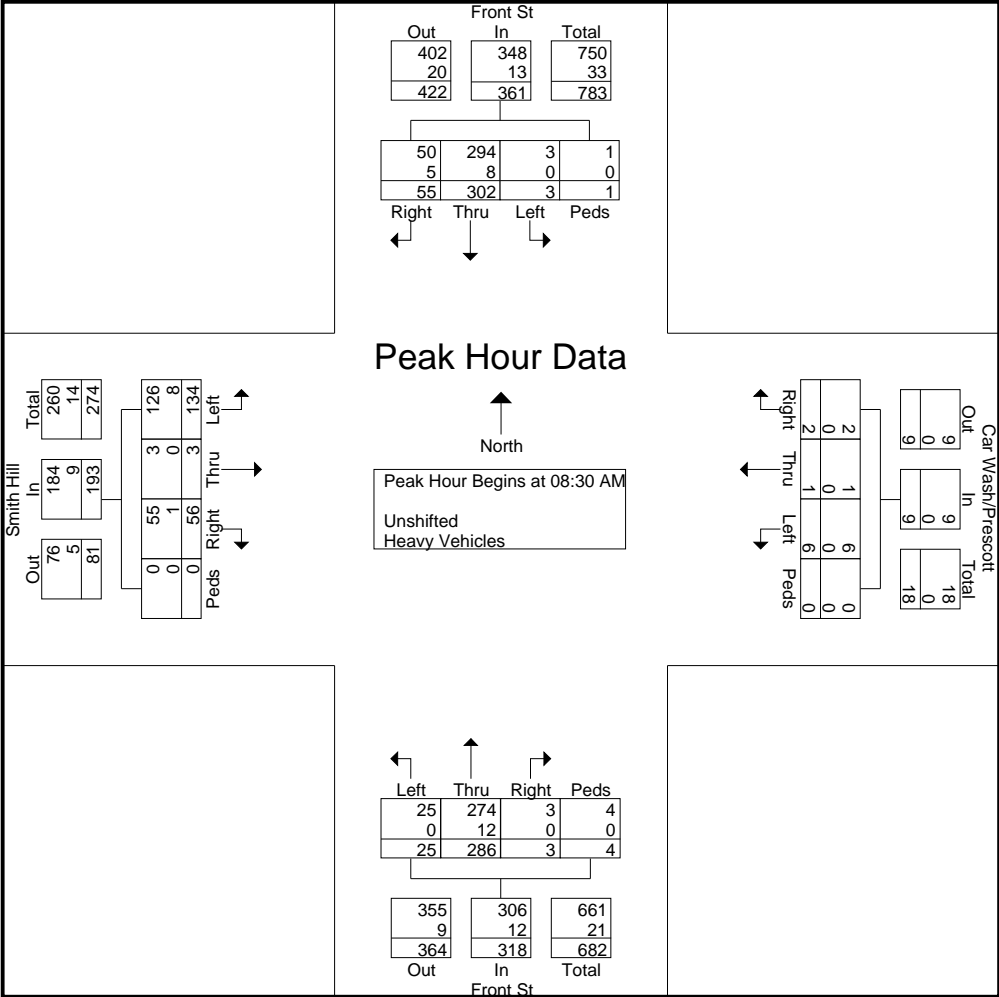 Front St
Out In Total
402 348 750
20 13 33
422 361 783
50 294 3 1
5 8 0 0
55 302 3 1
Right Thru Left Peds
Peak Hour Data
North
Peak Hour Begins at 08:30 AM
Unshifted
Heavy Vehicles
Smith Hill
Out In Total
76 184 260
5 9 14
81 193 274
0 55 3 126
0 1 0 8
0 56 3 134
Peds Right Thru Left
Car Wash/Prescott
Out In Total
9 9 18
0 0 0
9 9 18
2 1 6 0
0 0 0 0
2 1 6 0
Right Thru Left Peds
Left Thru Right Peds
25 274 3 4
0 12 0 0
25 286 3 4
355 306 661
9 12 21
364 318 682
Out In Total
Front St